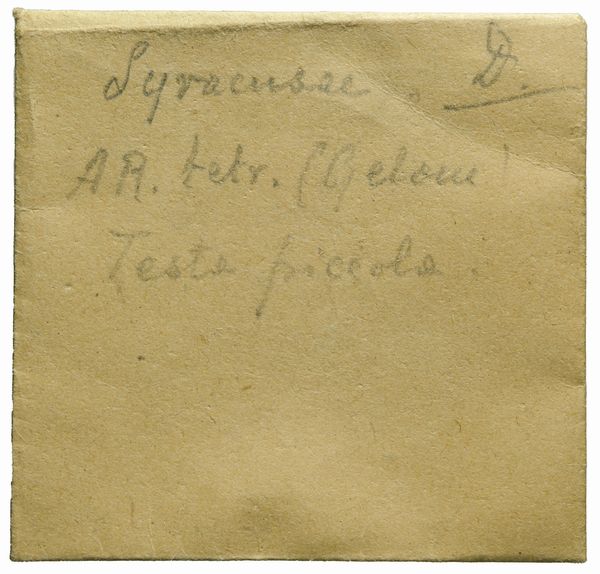 Syracusae. D.
AR. tetr. (Gelone)
Testa piccola.